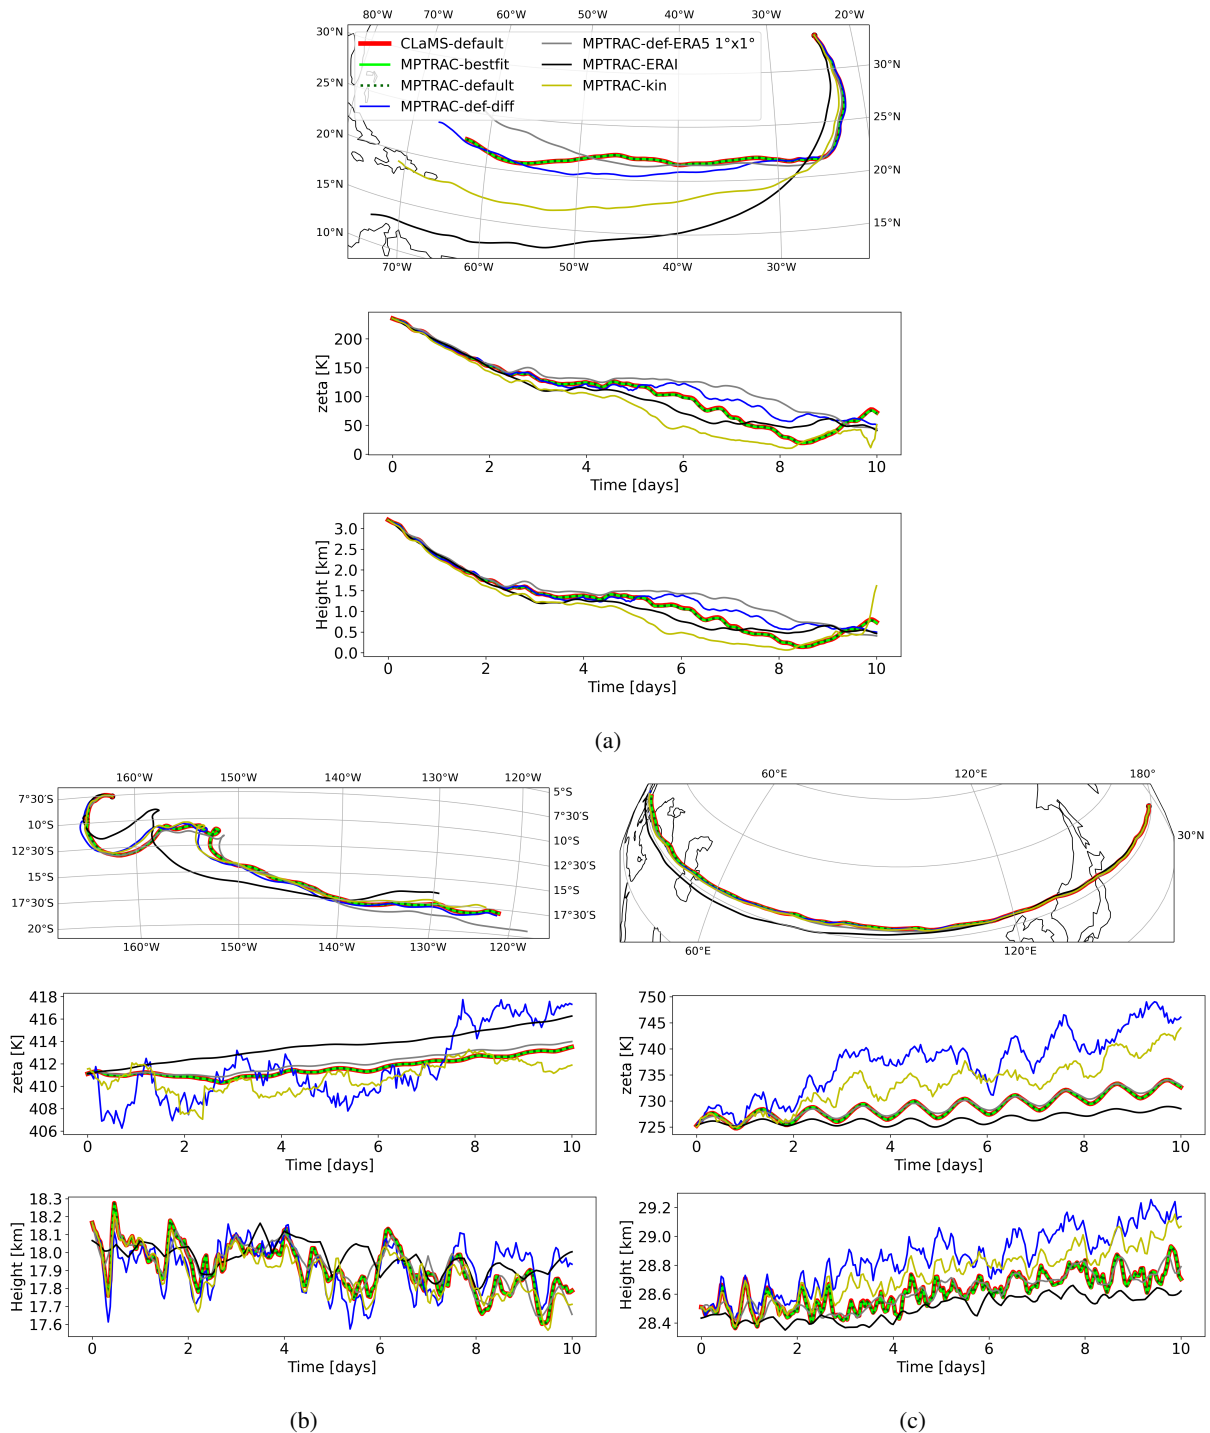 80°W 70°W 60°W 50°W 40°W 30°W 20°W
30°N
25°N
20°N
15°N
10°N
CLaMS-default
MPTRAC-bestfit
MPTRAC-default
MPTRAC-def-diff
MPTRAC-def-ERA5 1°x1°
MPTRAC-ERAI
MPTRAC-kin
30°N
25°N
20°N
15°N
70°W 60°W 50°W 40°W 30°W
zeta [K]
200
150
100
50
0
0 2 4 6 8 10
Time [days]
Height [km]
3.0
2.5
2.0
1.5
1.0
0.5
0.0
0 2 4 6 8 10
Time [days]
(a)
160°W 150°W 140°W 130°W 120°W
7°30'S
10°S
12°30'S
15°S
17°30'S
20°S
5°S
7°30'S
10°S
12°30'S
15°S
17°30'S
160°W 150°W 140°W 130°W 120°W
zeta [K]
418
416
414
412
410
408
406
0 2 4 6 8 10
Time [days]
Height [km]
18.3
18.2
18.1
18.0
17.9
17.8
17.7
17.6
0 2 4 6 8 10
Time [days]
(b)
60°E 120°E 180°
30°N
60°E 120°E
zeta [K]
750
745
740
735
730
725
0 2 4 6 8 10
Time [days]
Height [km]
29.2
29.0
28.8
28.6
28.4
0 2 4 6 8 10
Time [days]
(c)